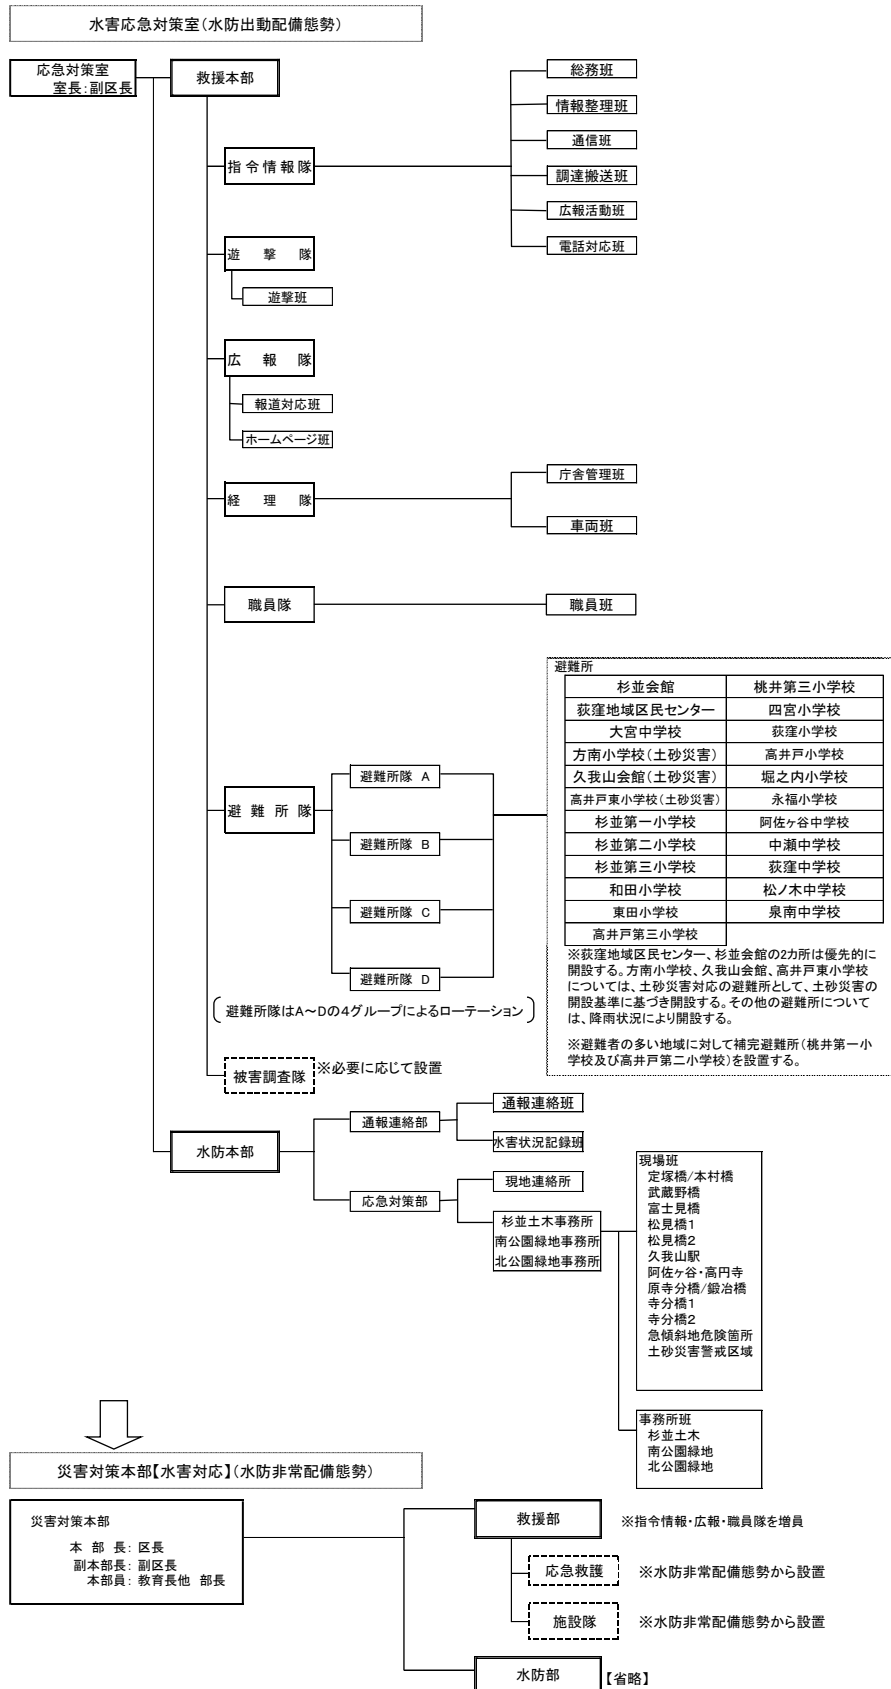 水害応急対策室（水防出動配備態勢）
応急対策室
室長：副区長
救援本部
指令情報隊
総務班
情報整理班
通信班
調達搬送班
広報活動班
電話対応班
遊撃隊
遊撃班
広報隊
報道対応班
ホームページ班
経理隊
庁舎管理班
車両班
職員隊
職員班
避難所隊
避難所隊 A
避難所隊 B
避難所隊 C
避難所隊 D
避難所隊はA～Dの４グループによるローテーション
避難所
杉並会館 桃井第三小学校
荻窪地域区民センター 四宮小学校
大宮中学校 荻窪小学校
方南小学校（土砂災害） 高井戸小学校
久我山会館（土砂災害） 堀之内小学校
高井戸東小学校（土砂災害） 永福小学校
杉並第一小学校 阿佐ヶ谷中学校
杉並第二小学校 中瀬中学校
杉並第三小学校 荻窪中学校
和田小学校 松ノ木中学校
東田小学校 泉南中学校
高井戸第三小学校
※荻窪地域区民センター、杉並会館の2カ所は優先的に
開設する。方南小学校、久我山会館、高井戸東小学校
については、土砂災害対応の避難所として、土砂災害の
開設基準に基づき開設する。その他の避難所について
は、降雨状況により開設する。
※避難者の多い地域に対して補完避難所（桃井第一小
学校及び高井戸第二小学校）を設置する。
被害調査隊
※必要に応じて設置
水防本部
通報連絡部
通報連絡班
水害状況記録班
応急対策部
現地連絡所
杉並土木事務所
南公園緑地事務所
北公園緑地事務所
現場班
定塚橋/本村橋
武蔵野橋
富士見橋
松見橋1
松見橋2
久我山駅
阿佐ヶ谷・高円寺
原寺分橋/鍛冶橋
寺分橋1
寺分橋2
急傾斜地危険箇所
土砂災害警戒区域
事務所班
杉並土木
南公園緑地
北公園緑地
災害対策本部【水害対応】（水防非常配備態勢）
災害対策本部
本 部 長： 区長
副本部長： 副区長
本部員： 教育長他 部長
救援部
※指令情報・広報・職員隊を増員
応急救護
※水防非常配備態勢から設置
施設隊
※水防非常配備態勢から設置
水防部
【省略】